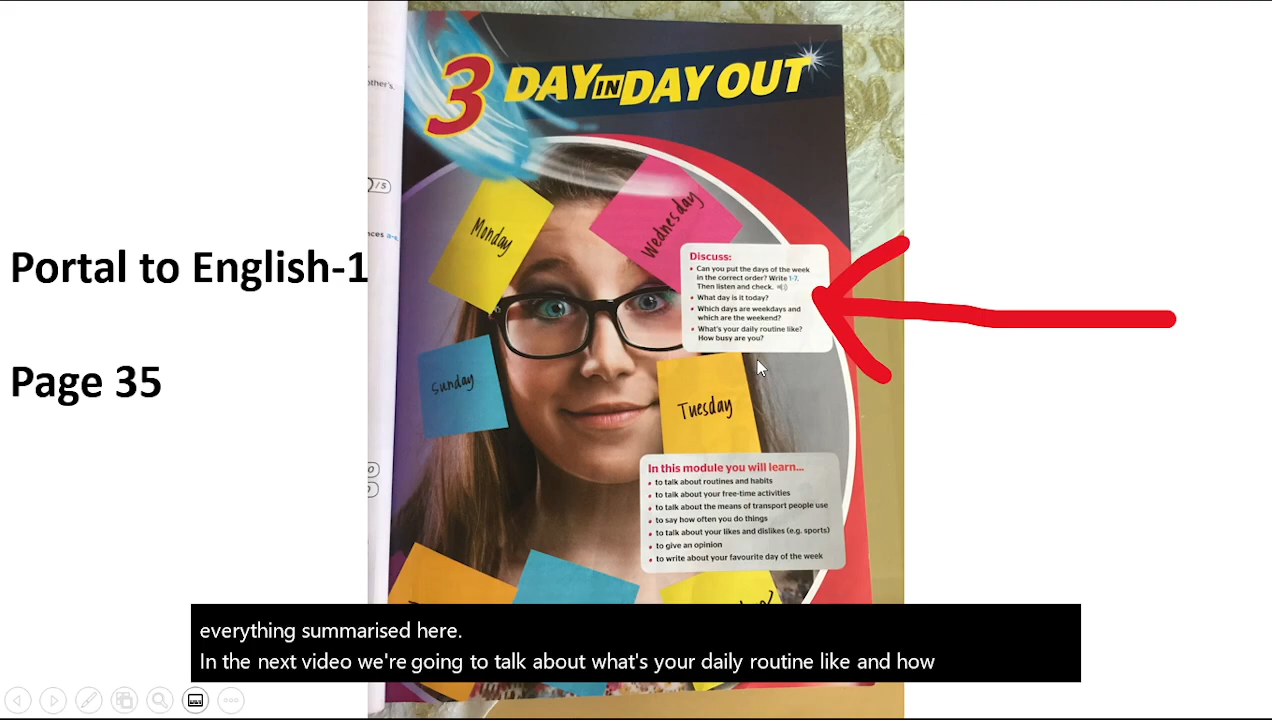 Portal to English-1
Page 35
other's.
/5
nces
3 DAY IN DAY OUT
Monday
Wednesday
Discuss:
• Can you put the days of the week
in the correct order? Write 1-7.
Then listen and check.
• What day is it today?
• Which days are weekdays and
which are the weekend?
• What's your daily routine like?
How busy are you?
Sunday
Tuesday
In this module you will learn...
• to talk about routines and habits
• to talk about your free-time activities
• to talk about the means of transport people use
• to say how often you do things
• to talk about your likes and dislikes (e.g. sports)
• to give an opinion
• to write about your favourite day of the week
everything summarised here.
In the next video we're going to talk about what's your daily routine like and how